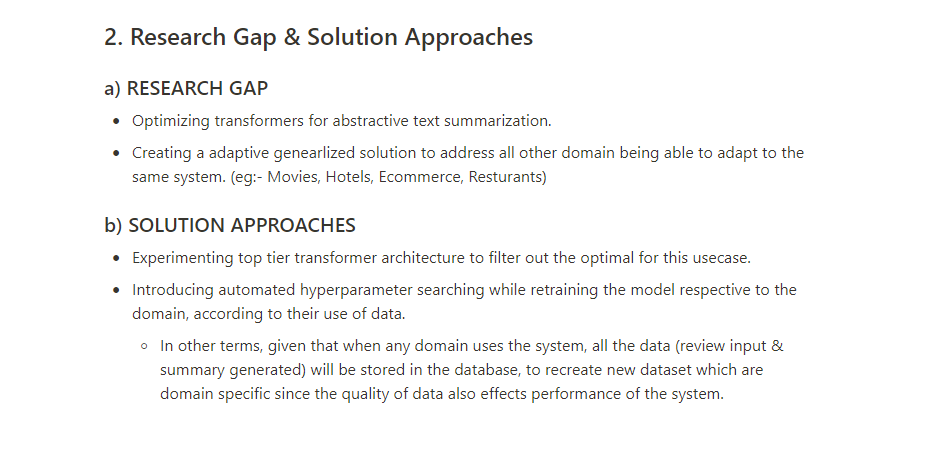 2. Research Gap & Solution Approaches
a) RESEARCH GAP
• Optimizing transformers for abstractive text summarization.
• Creating a adaptive genearlized solution to address all other domain being able to adapt to the
same system. (eg:- Movies, Hotels, Ecommerce, Resturants)
b) SOLUTION APPROACHES
• Experimenting top tier transformer architecture to filter out the optimal for this usecase.
• Introducing automated hyperparameter searching while retraining the model respective to the
domain, according to their use of data.
◦ In other terms, given that when any domain uses the system, all the data (review input &
summary generated) will be stored in the database, to recreate new dataset which are
domain specific since the quality of data also effects performance of the system.